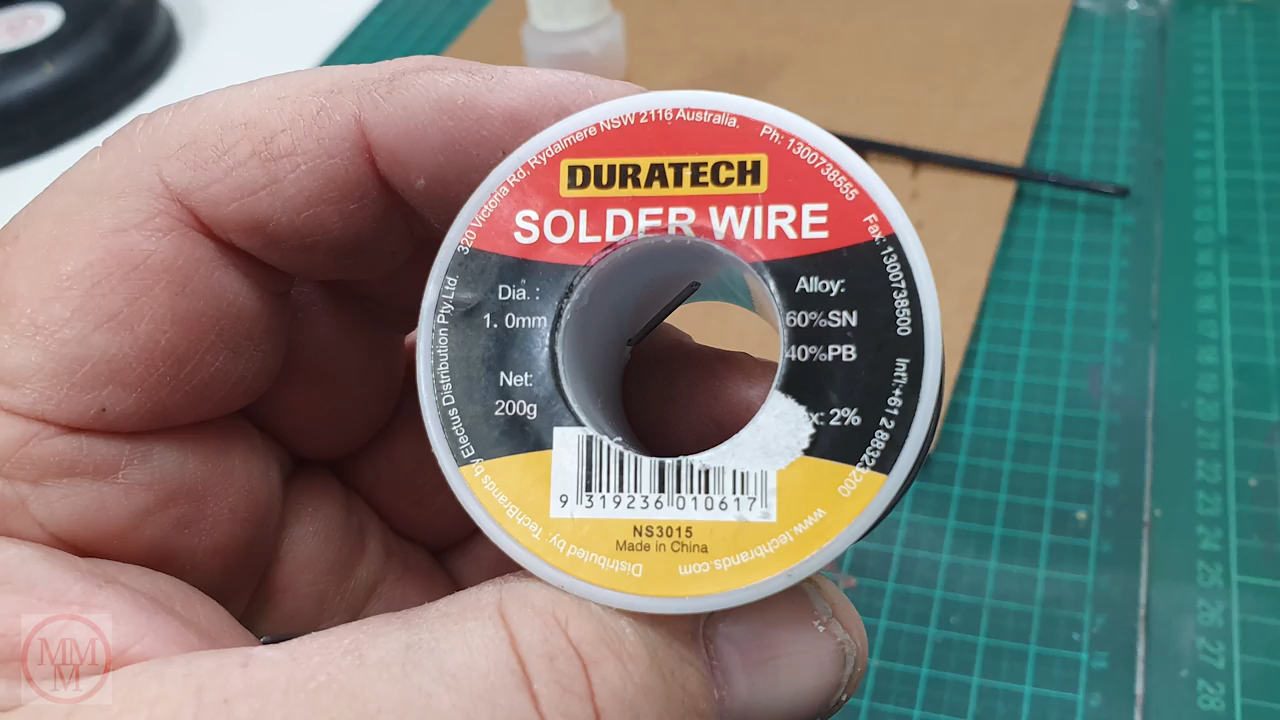 320 Victoria Rd, Rydalmere NSW 2116 Australia.
Ph: 1300738555
Fax: 1300738500
Int'l:+61 2 88323200
www.techbrands.com
Distributed by: TechBrands by Electus Distribution Pty.Ltd.
DURATECH
SOLDER WIRE
Dia. :
1. 0mm
Net:
200g
Alloy:
60%SN
40%PB
2%
9 319236 010617
NS3015
Made in China
22 23 24 25 26 27 28
MMM
M